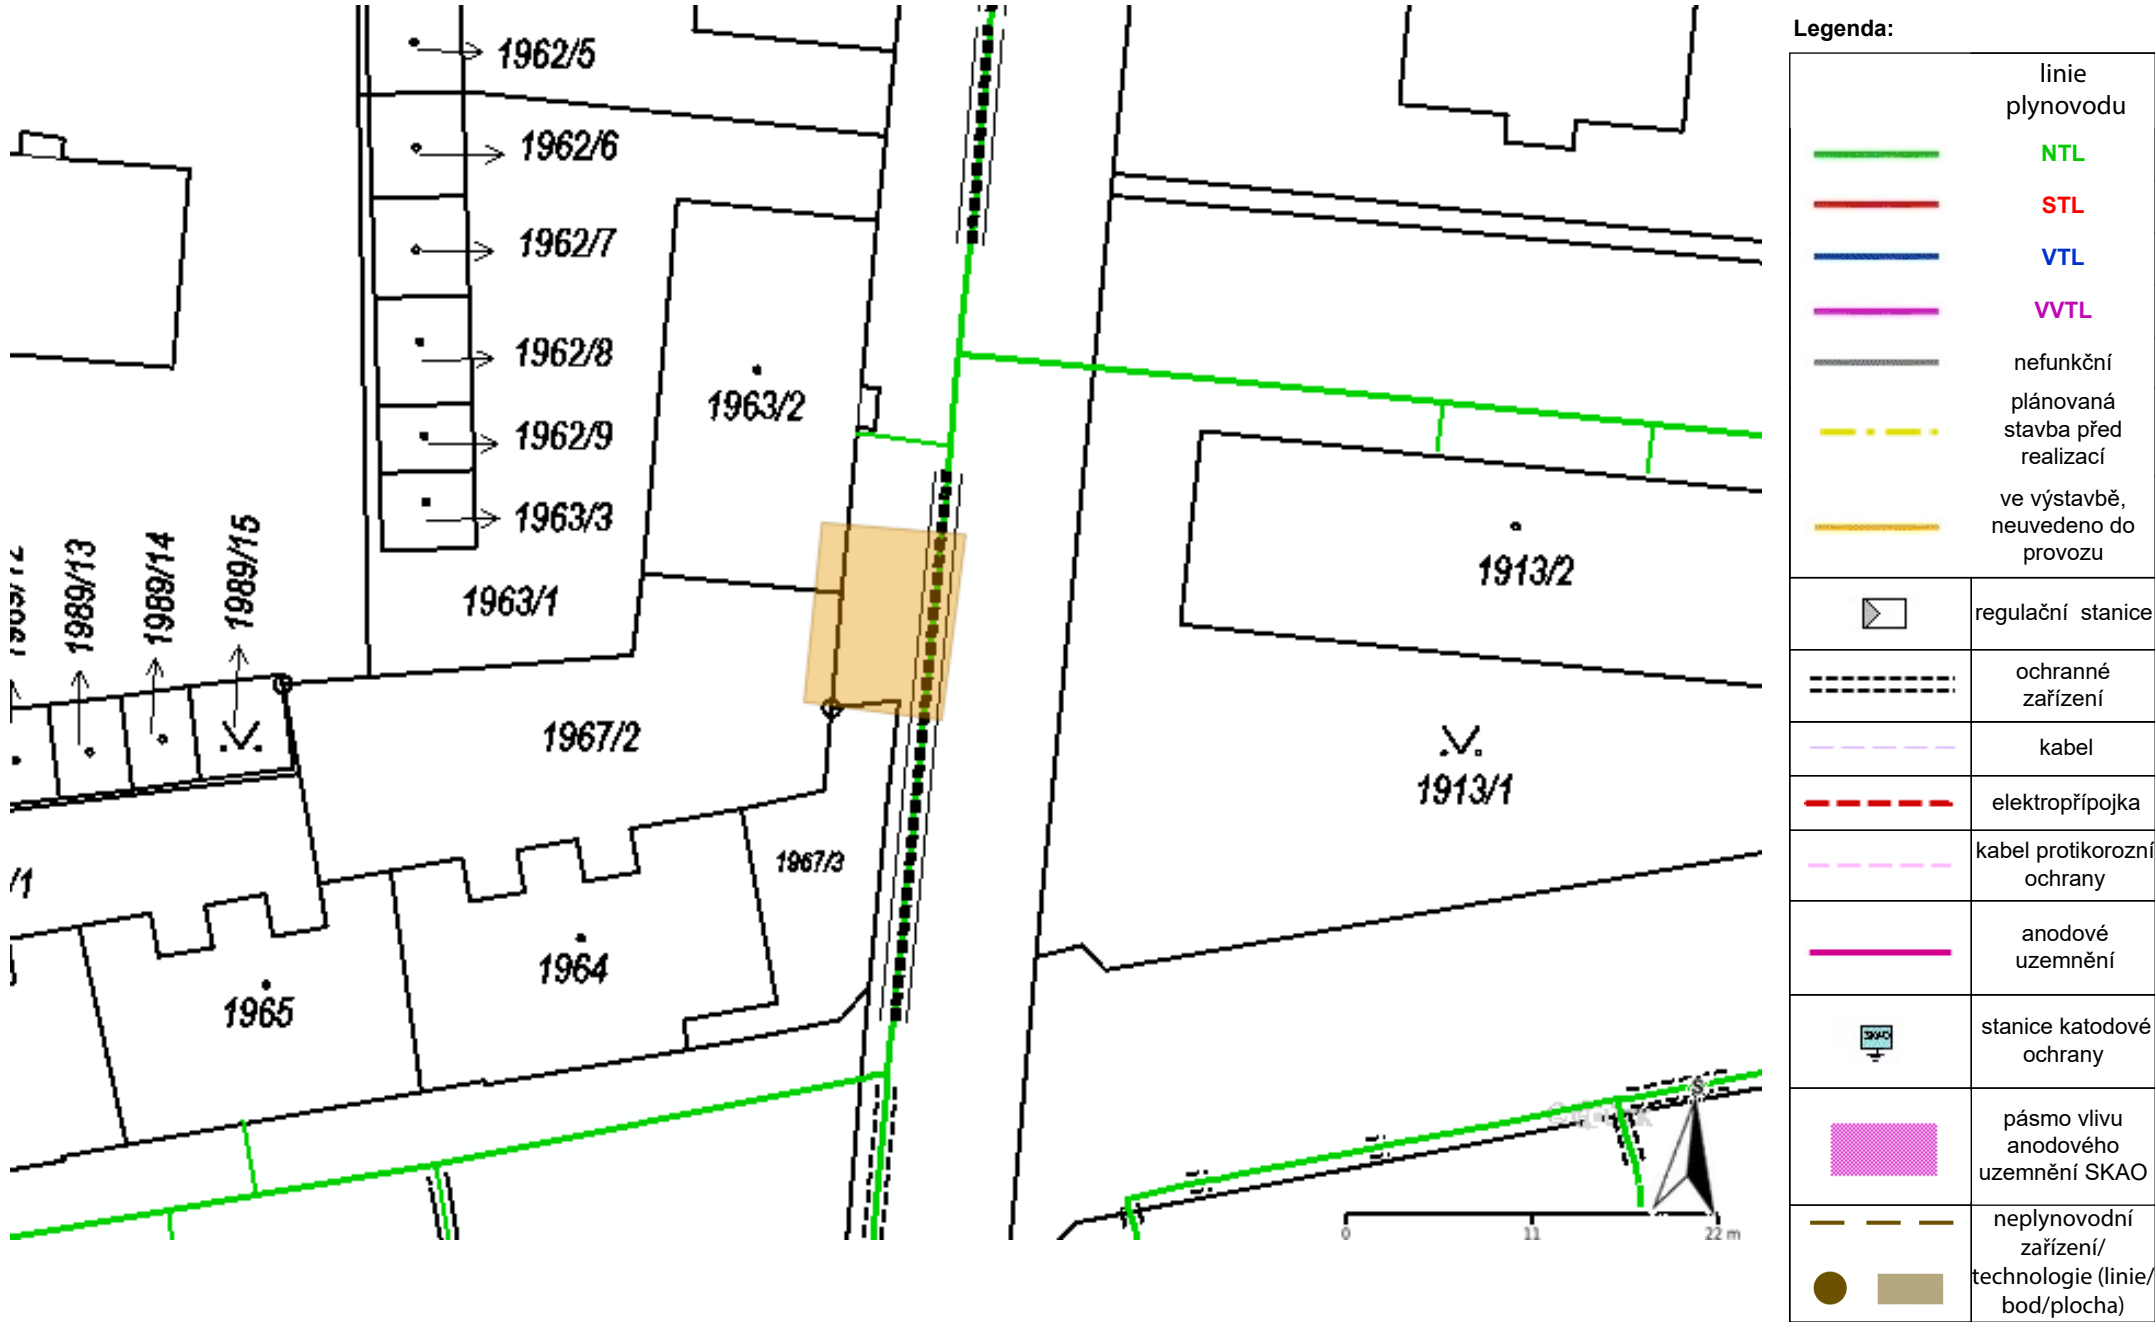 1962/5
1962/6
1962/7
1962/8
1962/9
1963/3
1963/2
1963/1
1989/13
1989/14
1989/15
1967/2
1967/3
1964
1965
/1
1913/2
1913/1
S
0 11 22 m
Legenda:
linie
plynovodu
NTL
STL
VTL
VVTL
nefunkční
plánovaná
stavba před
realizací
ve výstavbě,
neuvedeno do
provozu
regulační stanice
ochranné
zařízení
kabel
elektropřípojka
kabel protikorozní
ochrany
anodové
uzemnění
SKAO
stanice katodové
ochrany
pásmo vlivu
anodového
uzemnění SKAO
neplynovodní
zařízení/
technologie (linie/
bod/plocha)